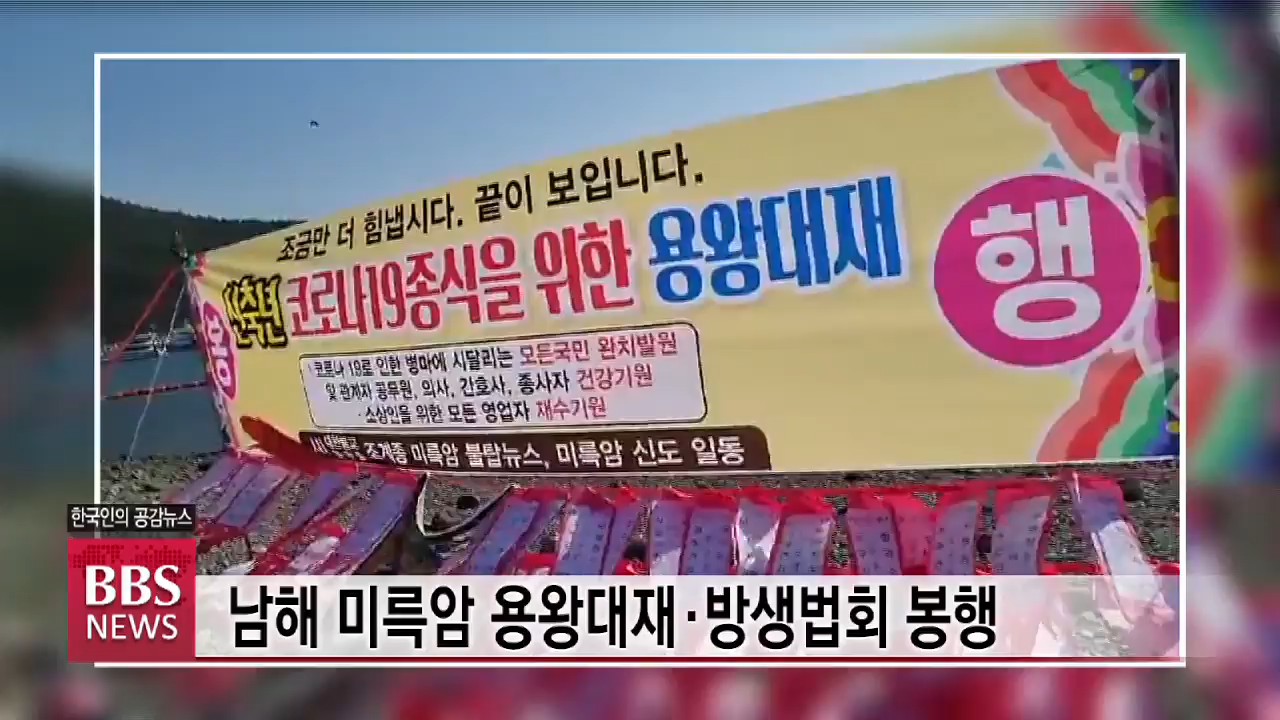 조금만 더 힘냅시다. 끝이 보입니다.
봉 신축년 코로나19종식을 위한 용왕대재 행
· 코로나 19로 인한 병마에 시달리는 모든국민 완치발원
및 관계자 공무원, 의사, 간호사, 종사자 건강기원
· 소상인을 위한 모든 영업자 재수기원
조계종 미륵암 불탑뉴스, 미륵암 신도 일동
한국인의 공감뉴스
BBS
NEWS
남해 미륵암 용왕대재·방생법회 봉행